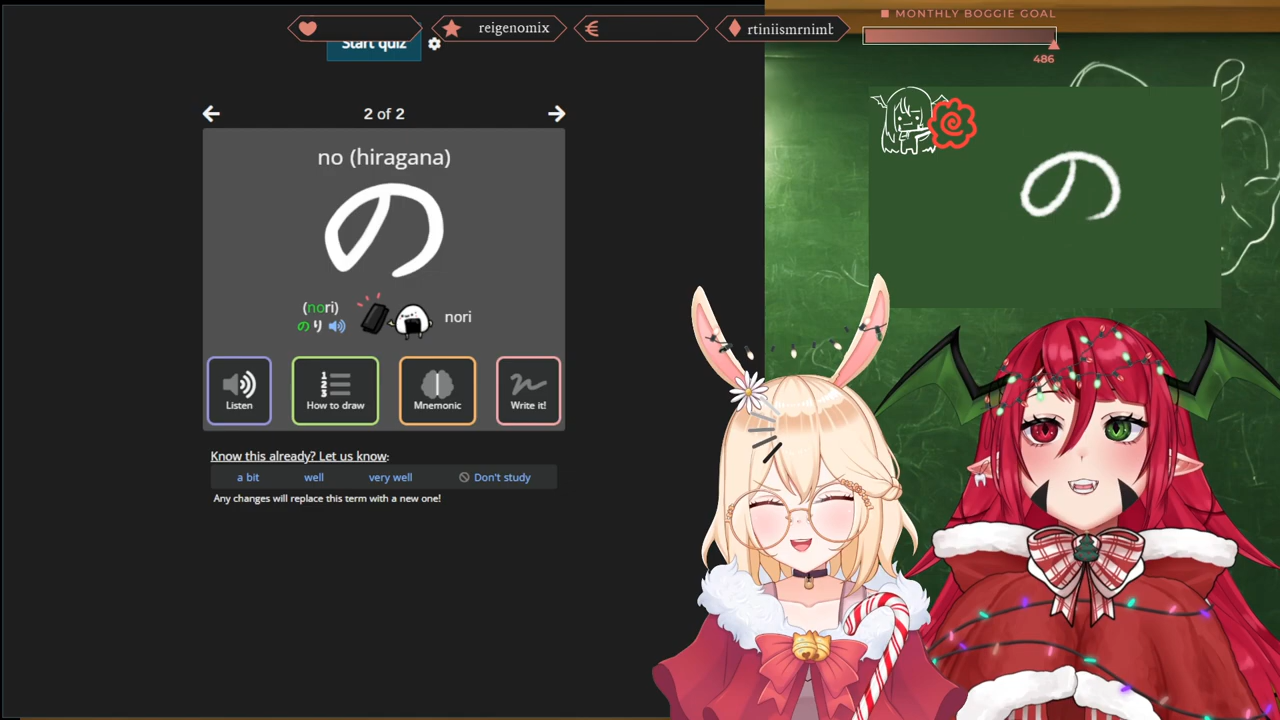 reigenomix
rtiniismrnimt
MONTHLY BOGGIE GOAL
486
Start quiz
2 of 2
no (hiragana)
の
(nori)
のり
nori
Listen
How to draw
Mnemonic
Write it!
Know this already? Let us know:
a bit well very well Don't study
Any changes will replace this term with a new one!
の